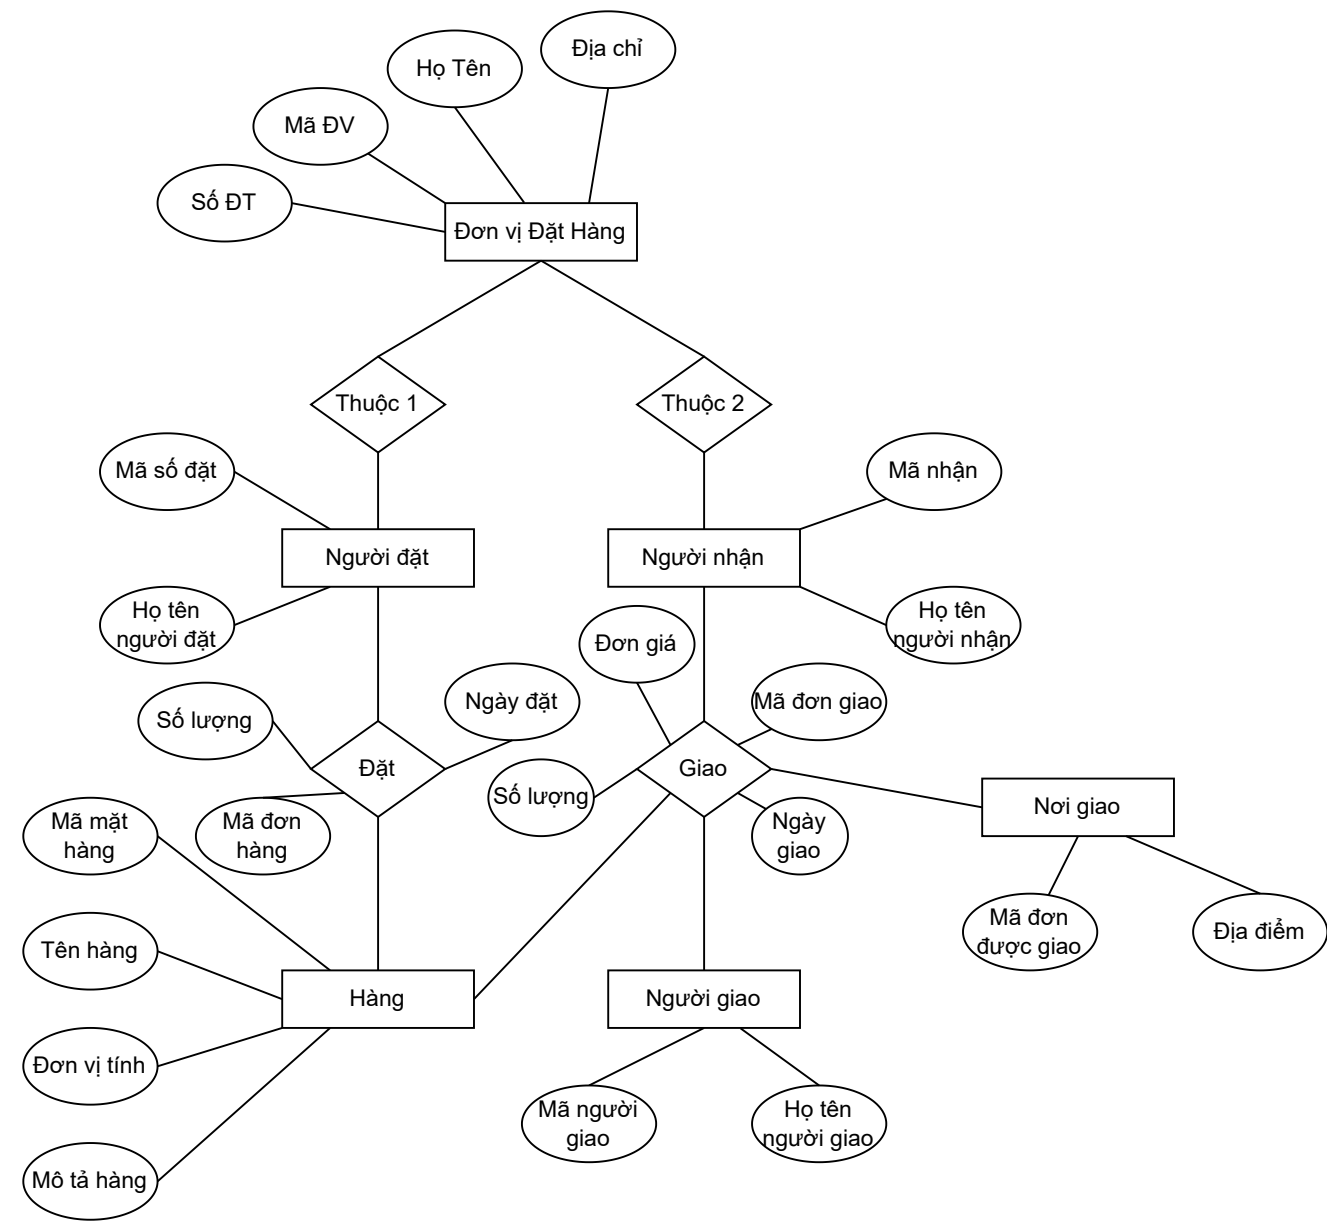 Địa chỉ
Họ Tên
Mã ĐV
Số ĐT
Đơn vị Đặt Hàng
Thuộc 1
Thuộc 2
Mã số đặt
Mã nhận
Người đặt
Người nhận
Họ tên
người đặt
Họ tên
người nhận
Đơn giá
Số lượng
Ngày đặt
Mã đơn giao
Đặt
Giao
Số lượng
Nơi giao
Mã mặt
hàng
Mã đơn
hàng
Ngày
giao
Mã đơn
được giao
Địa điểm
Tên hàng
Hàng
Người giao
Đơn vị tính
Mã người
giao
Họ tên
người giao
Mô tả hàng